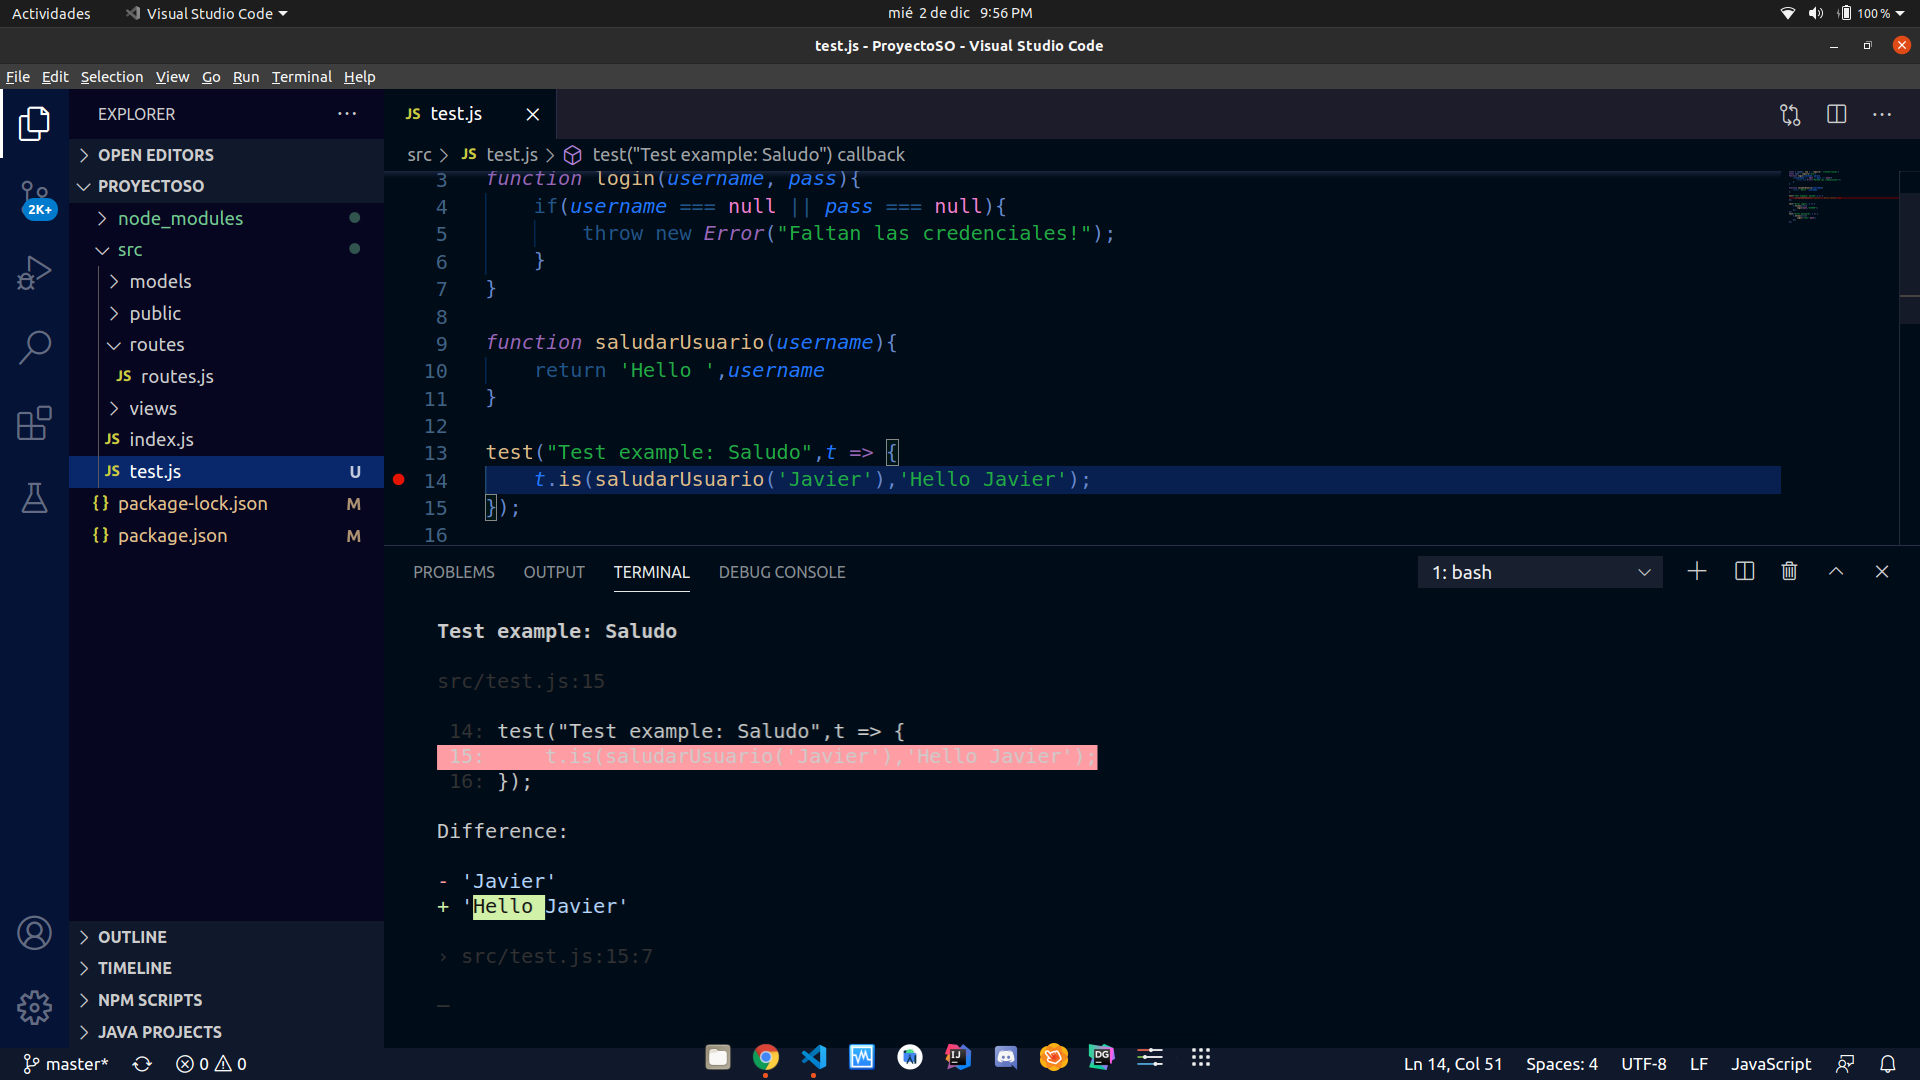 Actividades
Visual Studio Code
mié 2 de dic 9:56 PM
100 %
test.js - ProyectoSO - Visual Studio Code
File Edit Selection View Go Run Terminal Help
EXPLORER
OPEN EDITORS
PROYECTOSO
node_modules
src
models
public
routes
JS routes.js
views
JS index.js
JS test.js U
{} package-lock.json M
{} package.json M
OUTLINE
TIMELINE
NPM SCRIPTS
JAVA PROJECTS
2K+
JS test.js
src > JS test.js > test("Test example: Saludo") callback
3 function login(username, pass){
4 if(username === null || pass === null){
5 throw new Error("Faltan las credenciales!");
6 }
7 }
8
9 function saludarUsuario(username){
10 return 'Hello ',username
11 }
12
13 test("Test example: Saludo",t => {
14 t.is(saludarUsuario('Javier'),'Hello Javier');
15 });
16
PROBLEMS OUTPUT TERMINAL DEBUG CONSOLE
1: bash
Test example: Saludo
src/test.js:15
14: test("Test example: Saludo",t => {
15: t.is(saludarUsuario('Javier'),'Hello Javier');
16: });
Difference:
- 'Javier'
+ 'Hello Javier'
› src/test.js:15:7
master* 0 0
IJ
DG
Ln 14, Col 51 Spaces: 4 UTF-8 LF JavaScript